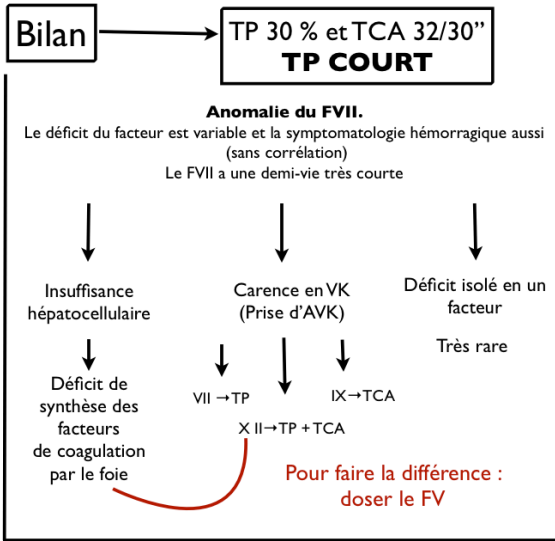 Bilan
TP 30 % et TCA 32/30”
TP COURT
Anomalie du FVII.
Le déficit du facteur est variable et la symptomatologie hémorragique aussi
(sans corrélation)
Le FVII a une demi-vie très courte
Insuffisance
hépatocellulaire
Carence en VK
(Prise d’AVK)
Déficit isolé en un
facteur
Très rare
Déficit de
synthèse des
facteurs
de coagulation
par le foie
VII →TP
IX→TCA
X II→TP + TCA
Pour faire la différence :
doser le FV